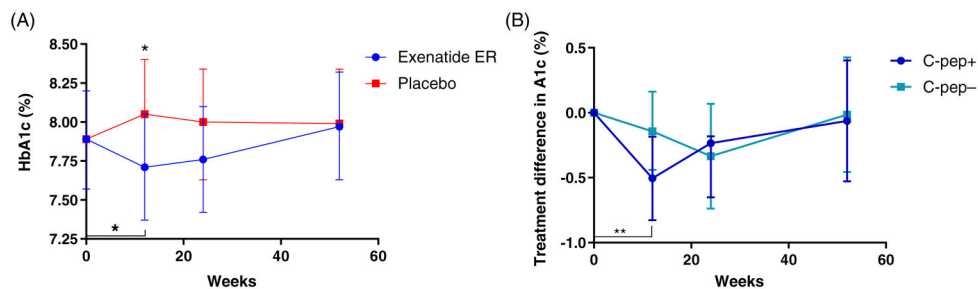 (A)
HbA1c (%)
8.50
8.25
8.00
7.75
7.50
7.25
*
*
0
20
40
60
Weeks
Exenatide ER
Placebo
(B)
Treatment difference in A1c (%)
0.5
0.0
-0.5
-1.0
**
0
20
40
60
Weeks
C-pep+
C-pep–